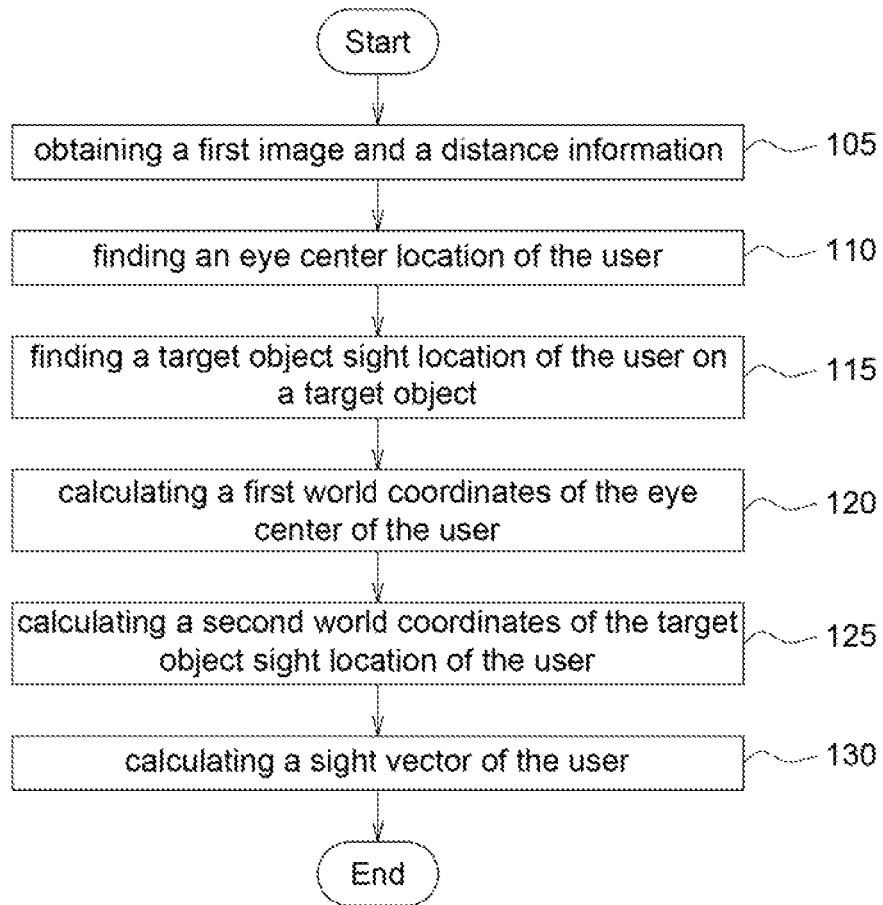 Start
obtaining a first image and a distance information
105
finding an eye center location of the user
110
finding a target object sight location of the user on
a target object
115
calculating a first world coordinates of the eye
center of the user
120
calculating a second world coordinates of the target
object sight location of the user
125
calculating a sight vector of the user
130
End